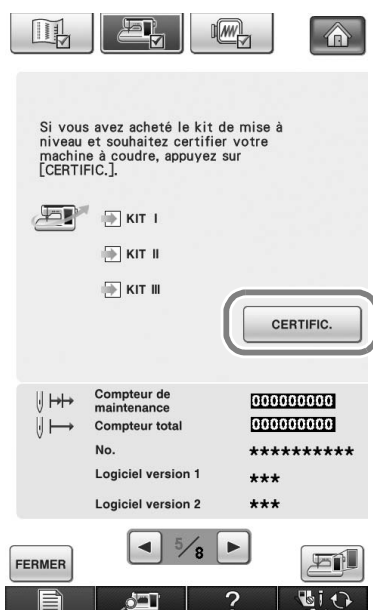 Si vous avez acheté le kit de mise à
niveau et souhaitez certifier votre
machine à coudre, appuyez sur
[CERTIFIC.].
KIT I
KIT II
KIT III
CERTIFIC.
Compteur de
maintenance
000000000
Compteur total
000000000
No.
**********
Logiciel version 1
***
Logiciel version 2
***
FERMER
5/8
?
i